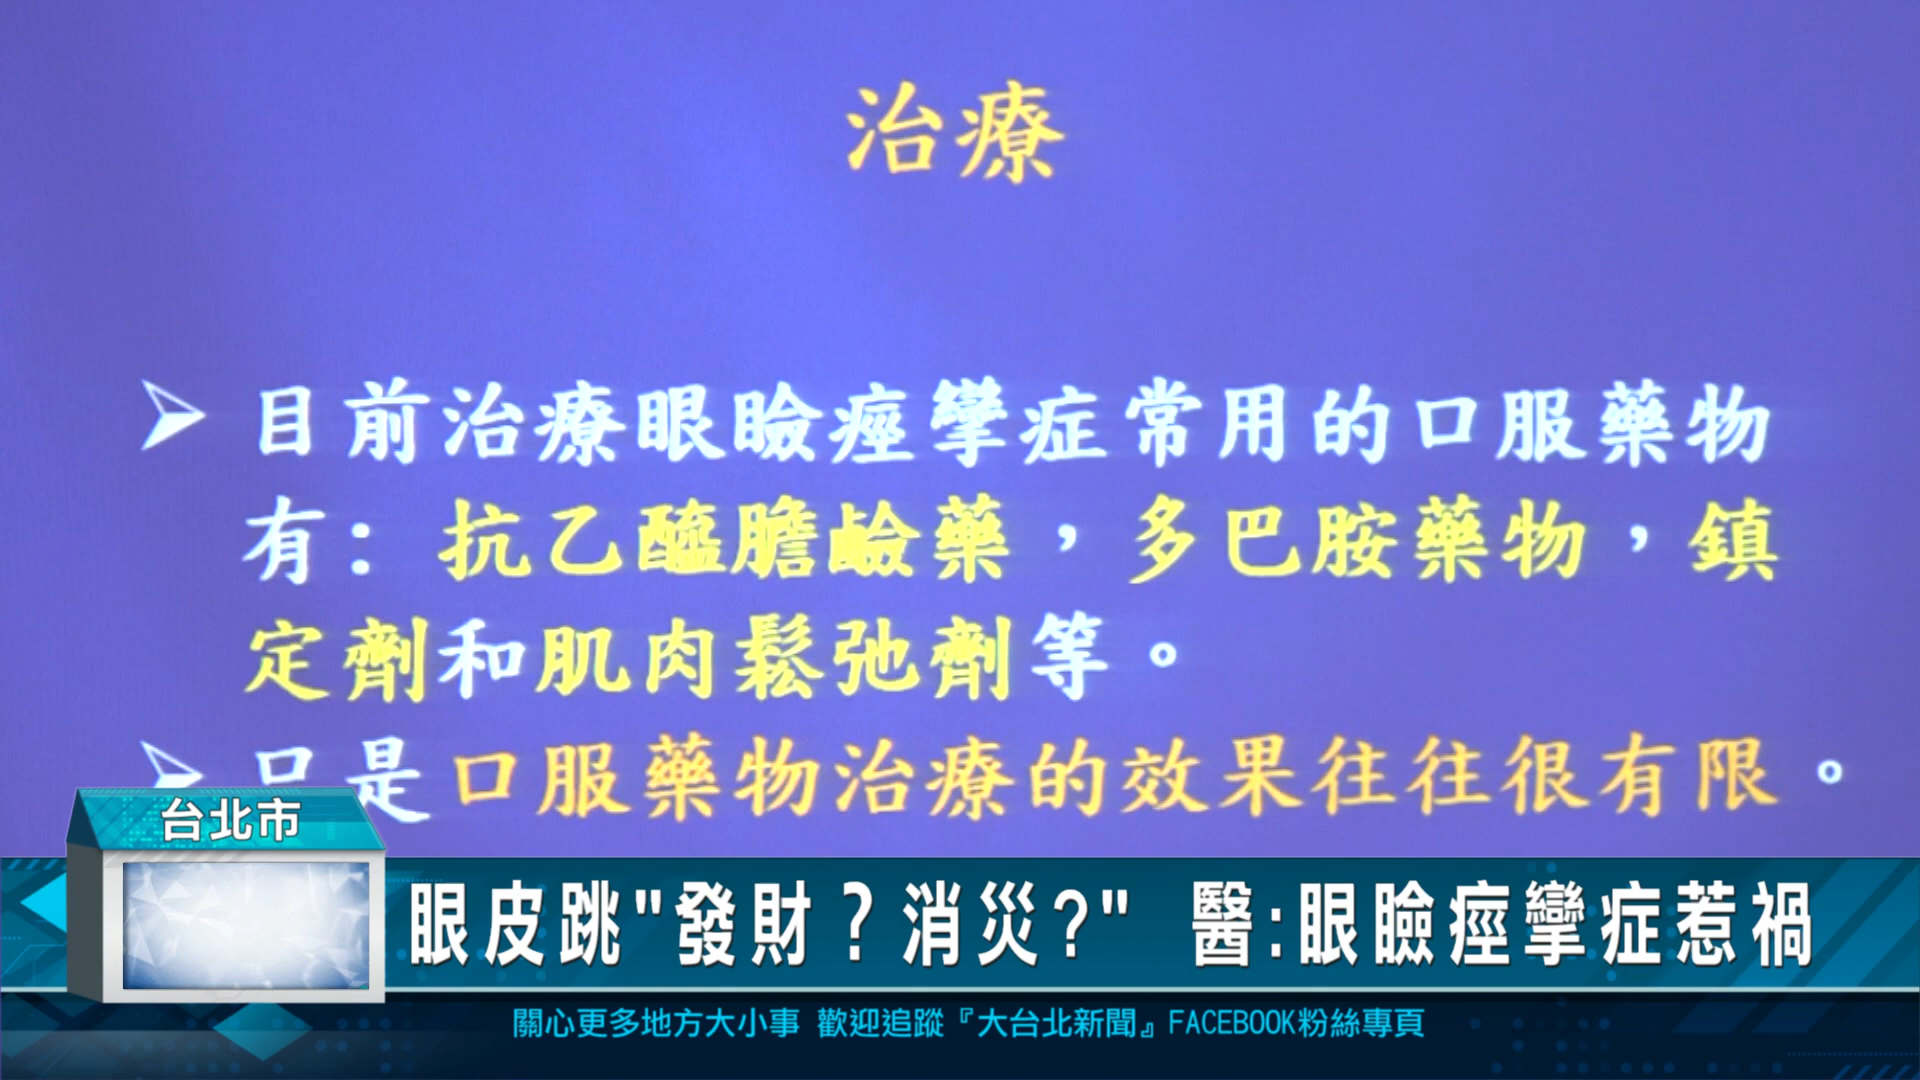 治療
目前治療眼瞼痙攣症常用的口服藥物
有：抗乙醯膽鹼藥，多巴胺藥物，鎮
定劑和肌肉鬆弛劑等。
只是口服藥物治療的效果往往很有限。
台北市
眼皮跳"發財？消災？" 醫:眼瞼痙攣症惹禍
關心更多地方大小事 歡迎追蹤『大台北新聞』FACEBOOK粉絲專頁